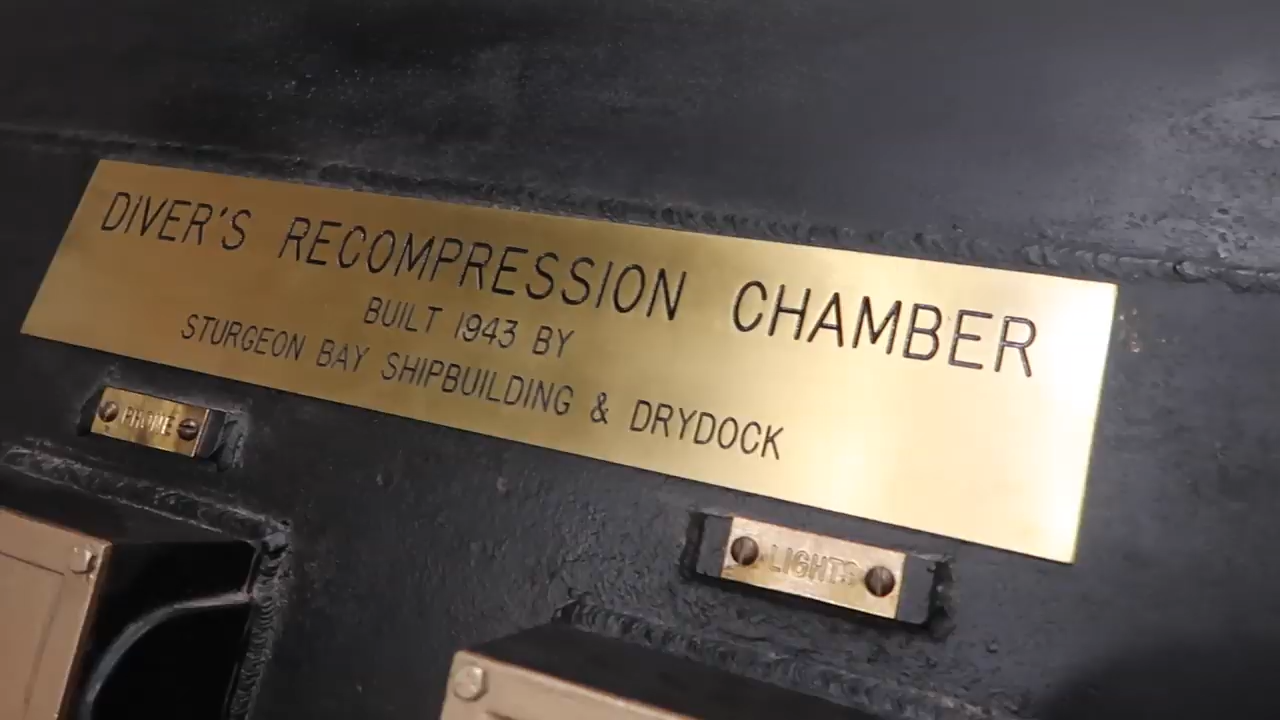 DIVER'S RECOMPRESSION CHAMBER
BUILT 1943 BY
STURGEON BAY SHIPBUILDING & DRYDOCK
PHONE
LIGHTS